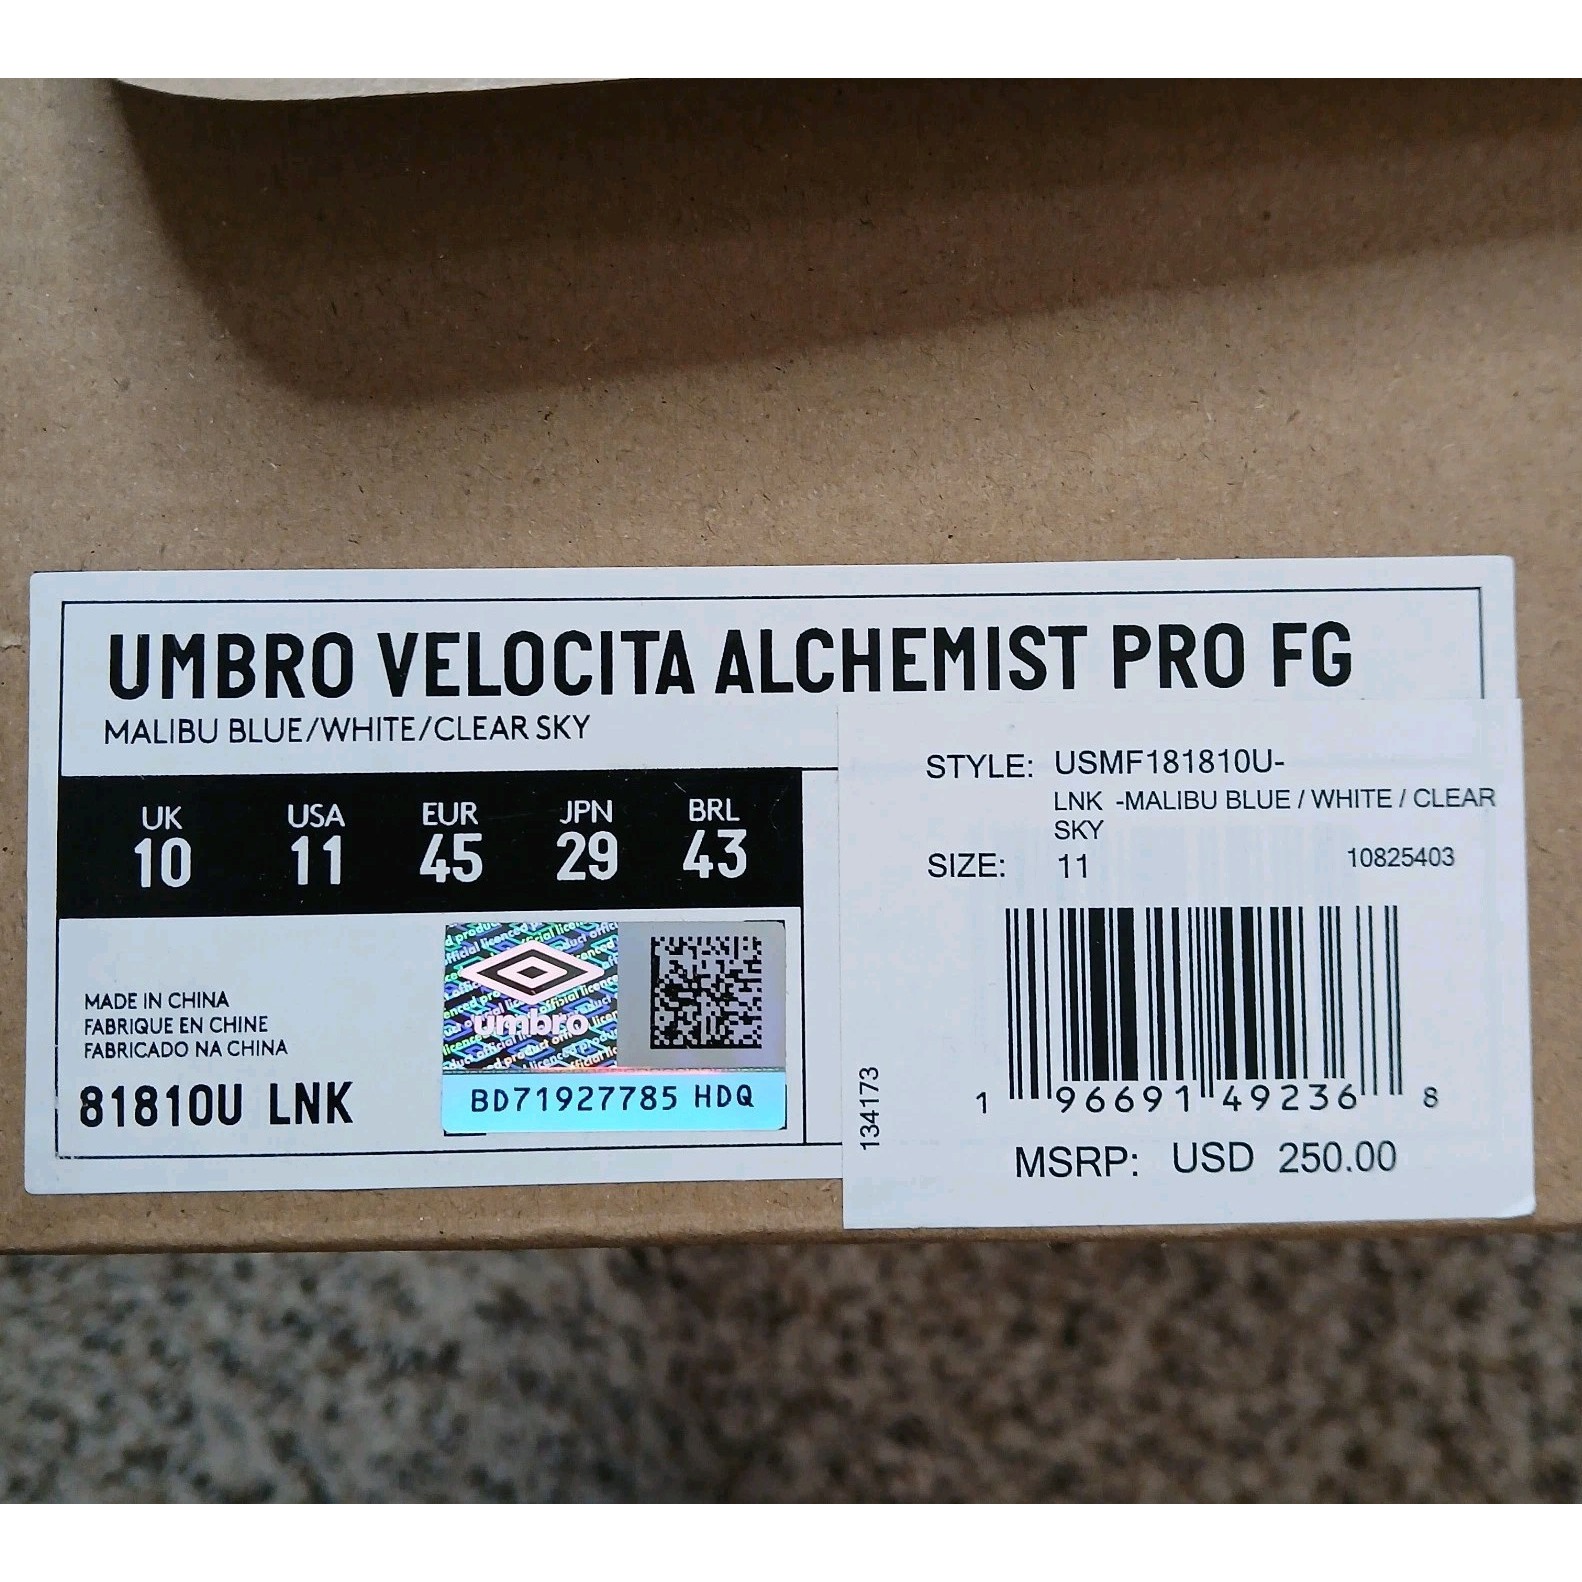 UMBRO VELOCITA ALCHEMIST PRO FG
MALIBU BLUE/WHITE/CLEAR SKY
UK USA EUR JPN BRL
10 11 45 29 43
MADE IN CHINA
FABRIQUE EN CHINE
FABRICADO NA CHINA
81810U LNK
umbro
BD71927785 HDQ
STYLE: USMF181810U-
LNK -MALIBU BLUE / WHITE / CLEAR
SKY
SIZE: 11 10825403
134173
1 96691 49236 8
MSRP: USD 250.00